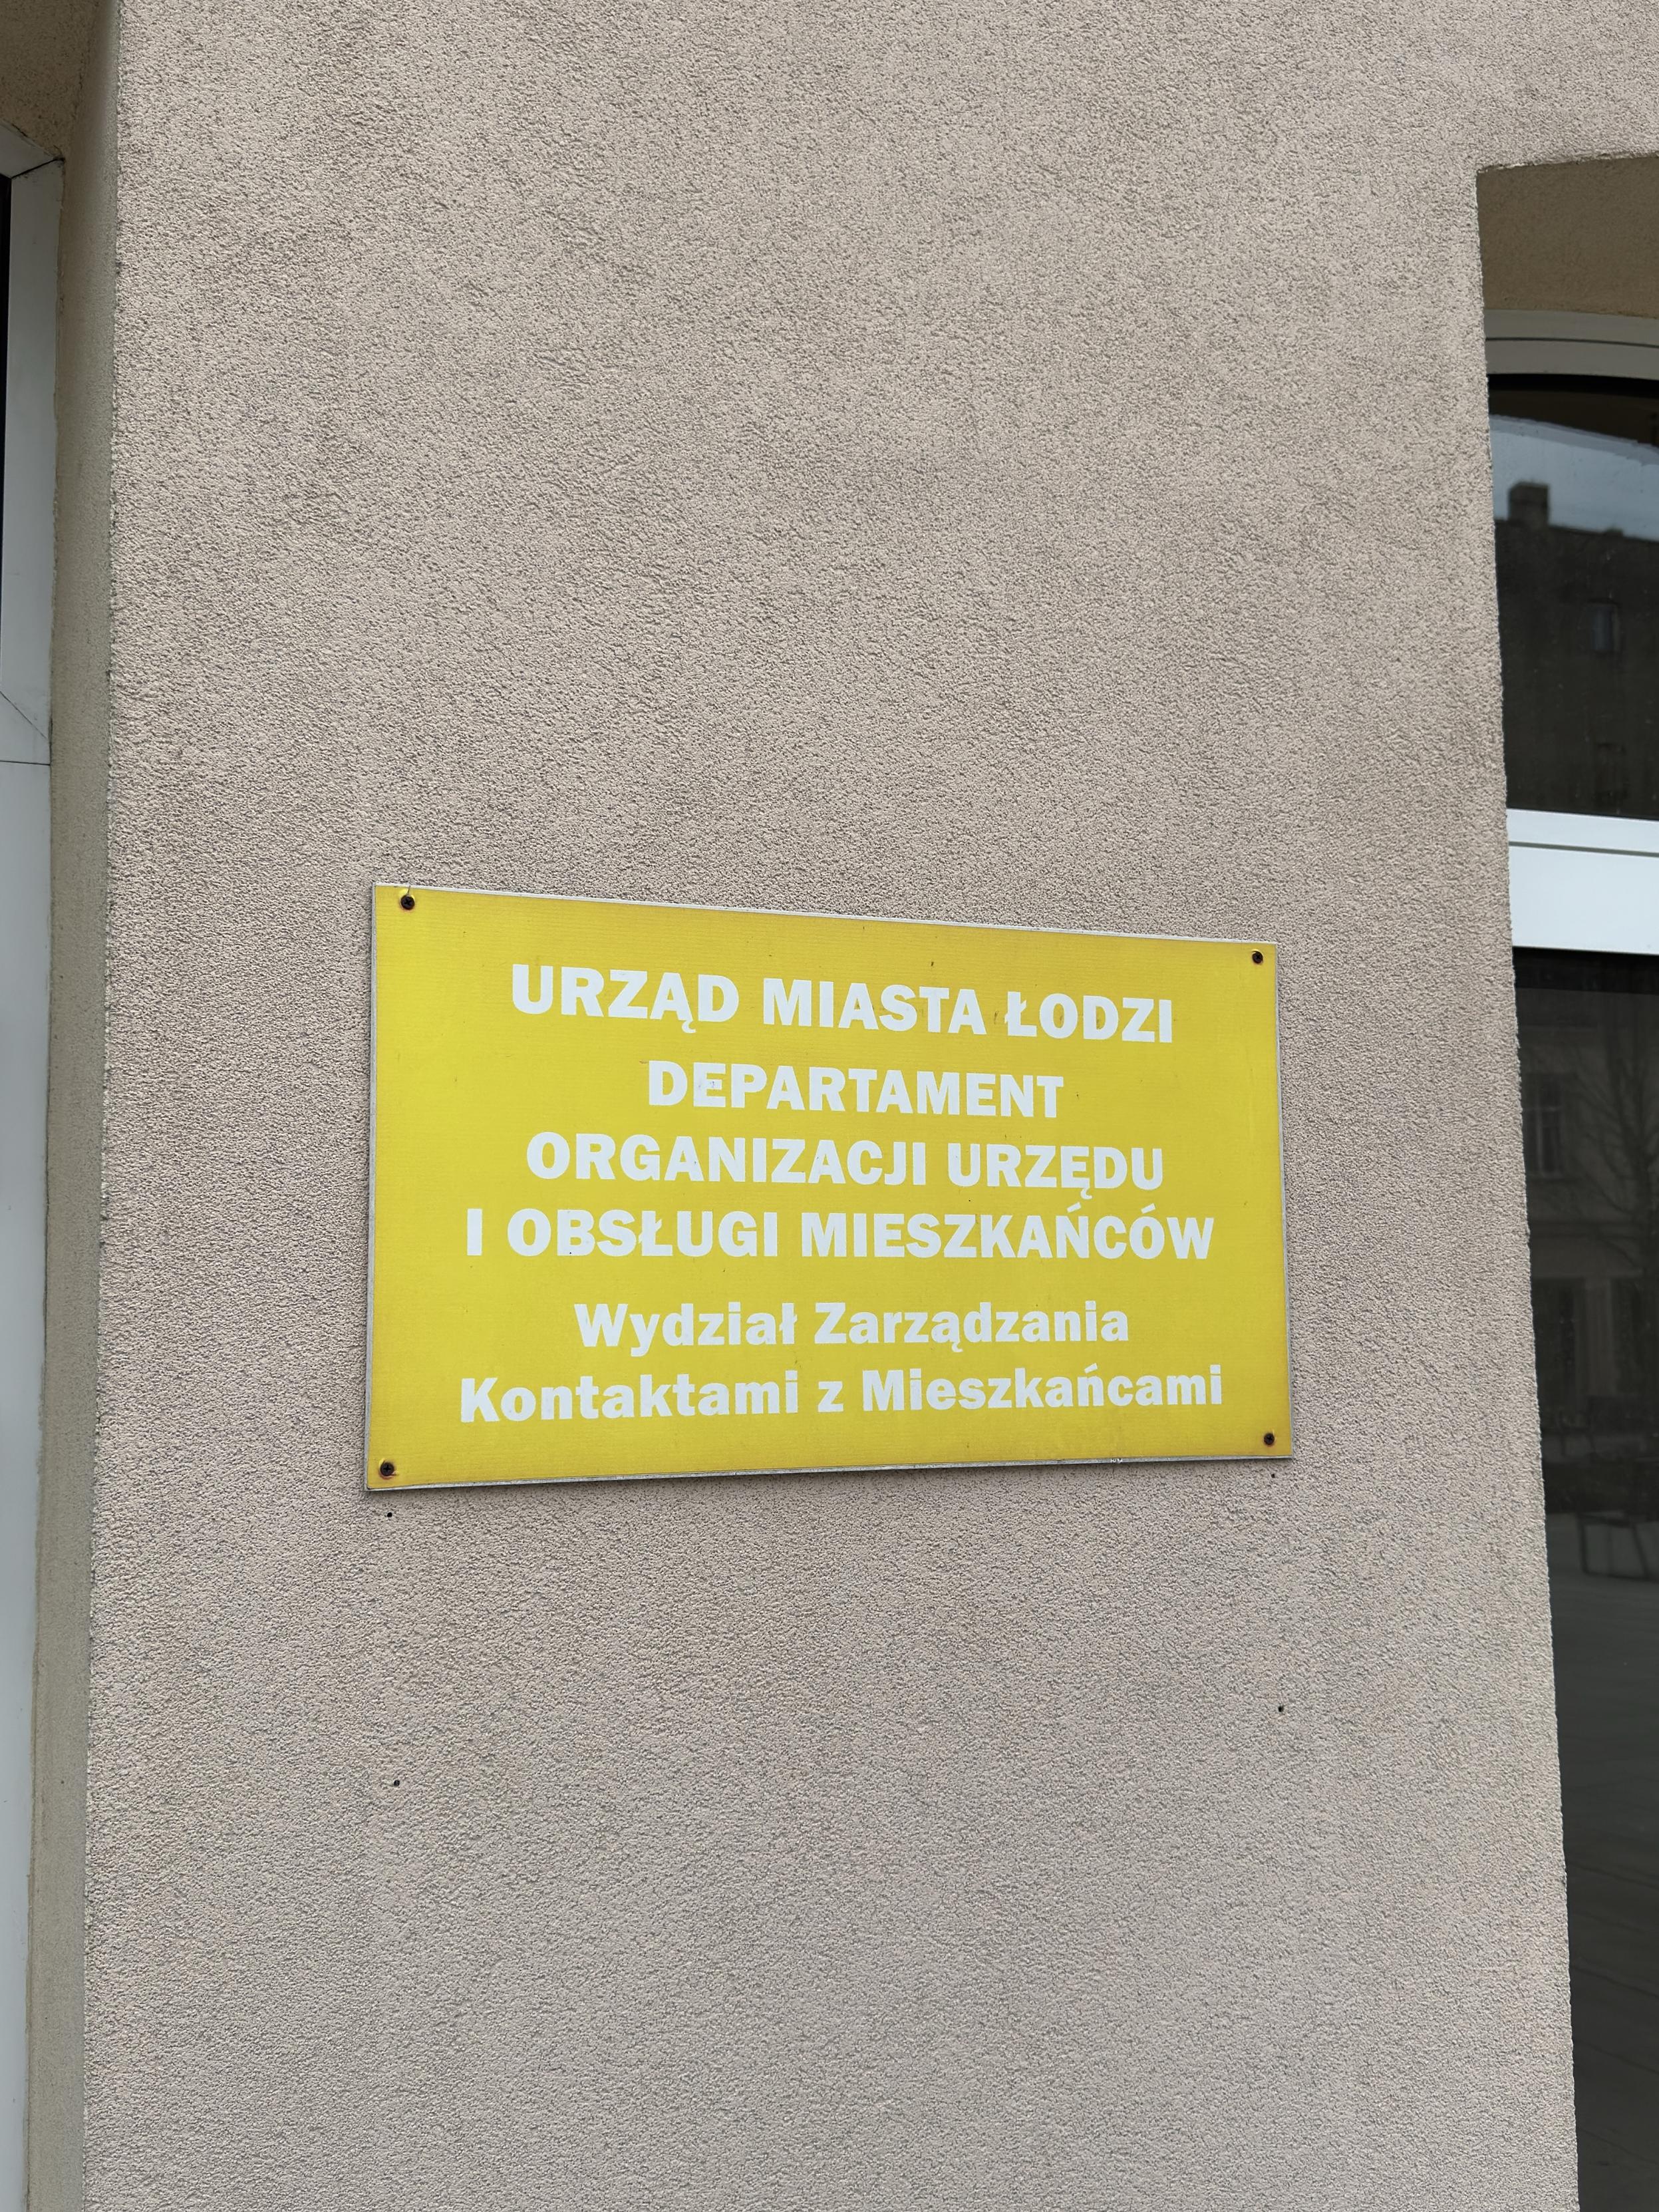 URZĄD MIASTA ŁODZI
DEPARTAMENT
ORGANIZACJI URZĘDU
I OBSŁUGI MIESZKAŃCÓW
Wydział Zarządzania
Kontaktami z Mieszkańcami